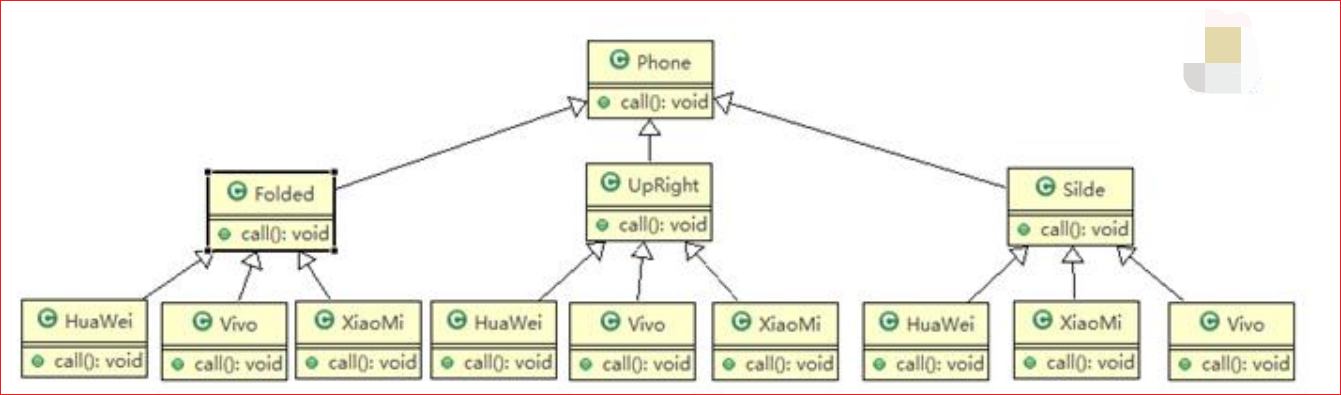 Phone
call(): void
Folded
call(): void
UpRight
call(): void
Silde
call(): void
HuaWei
call(): void
Vivo
call(): void
XiaoMi
call(): void
HuaWei
call(): void
Vivo
call(): void
XiaoMi
call(): void
HuaWei
call(): void
XiaoMi
call(): void
Vivo
call(): void